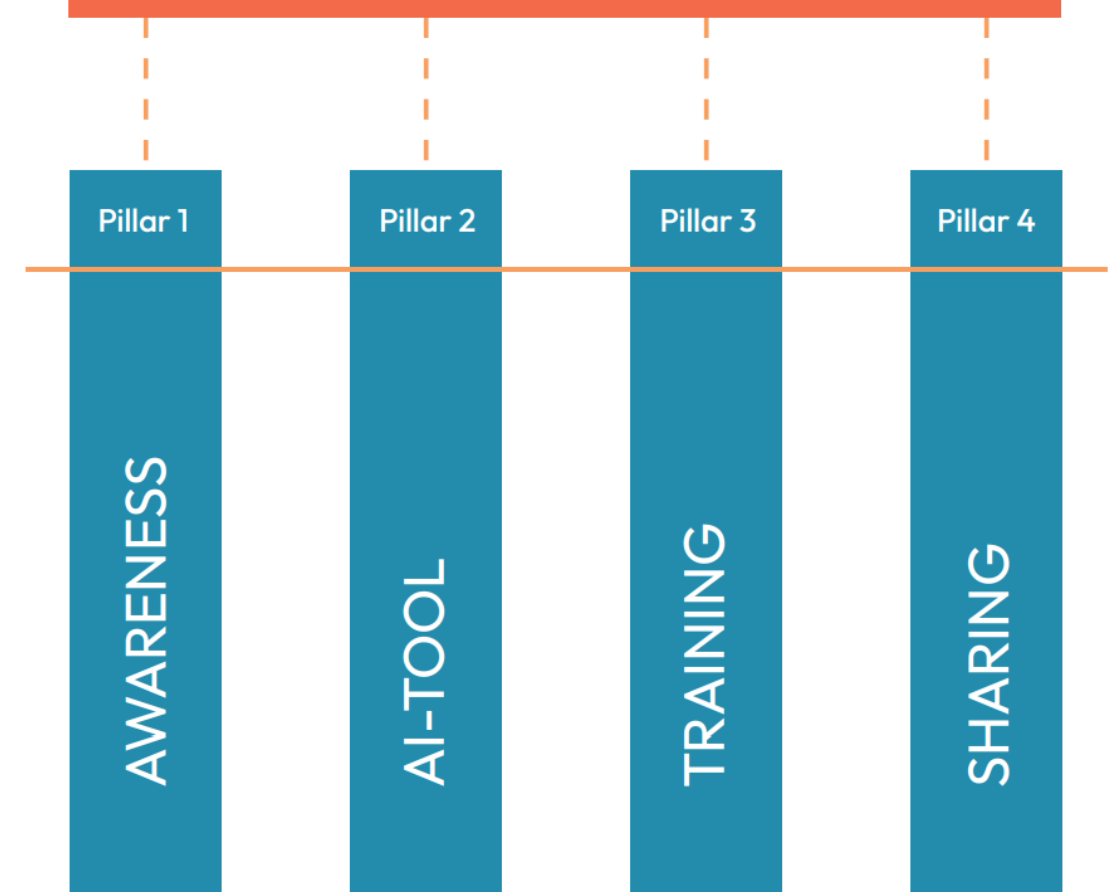 Pillar 1
Pillar 2
Pillar 3
Pillar 4
AWARENESS
AI-TOOL
TRAINING
SHARING